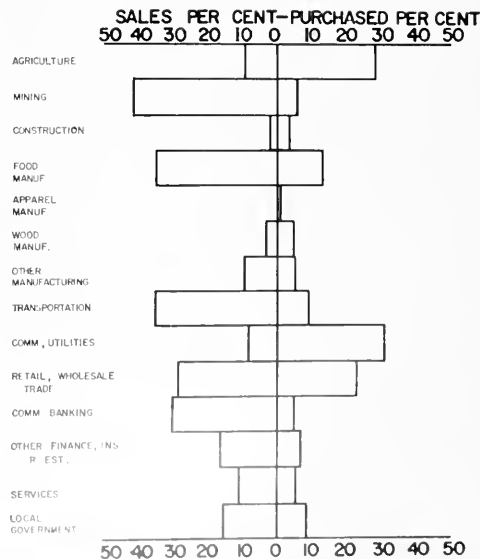 SALES PER CENT-PURCHASED PER CENT
50 40 30 20 10 0 10 20 30 40 50
AGRICULTURE
MINING
CONSTRUCTION
FOOD
MANUF
APPAREL
MANUF
WOOD
MANUF.
OTHER
MANUFACTURING
TRANSPORTATION
COMM, UTILITIES
RETAIL, WHOLESALE
TRADE
COMM BANKING
OTHER FINANCE, INS
R EST.
SERVICES
LOCAL
GOVERNMENT
50 40 30 20 10 0 10 20 30 40 50